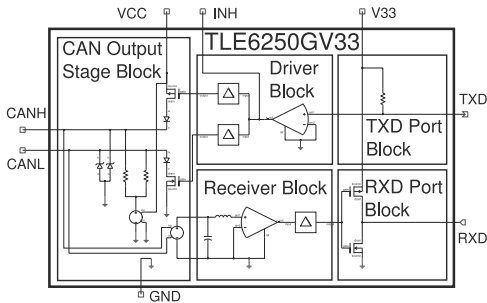 VCC INH V33
TLE6250GV33
CAN Output
Stage Block
Driver
Block
CANH
TXD
TXD Port
Block
CANL
Receiver Block
RXD Port
Block
RXD
GND